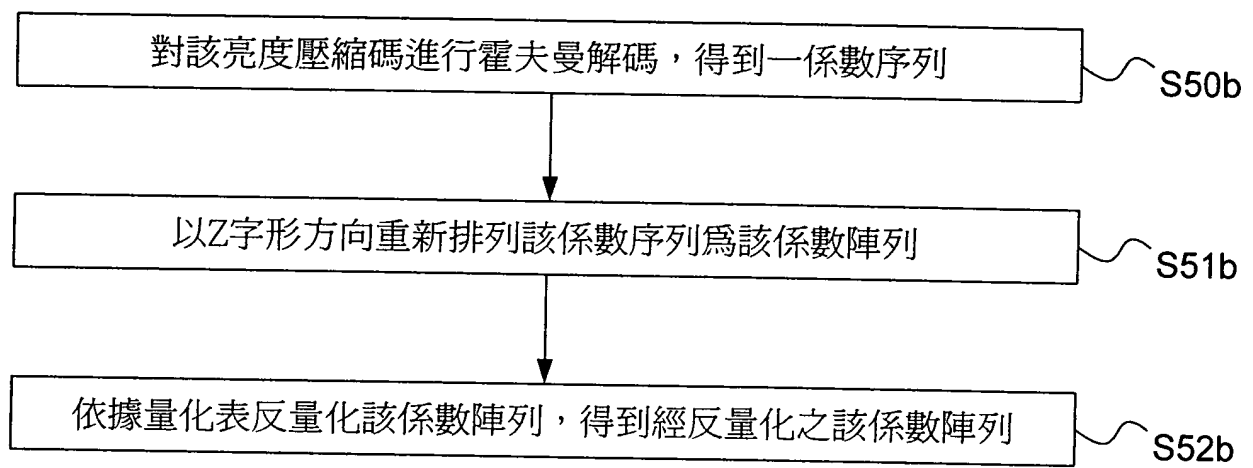 對該亮度壓縮碼進行霍夫曼解碼，得到一係數序列
S50b
以Z字形方向重新排列該係數序列爲該係數陣列
S51b
依據量化表反量化該係數陣列，得到經反量化之該係數陣列
S52b